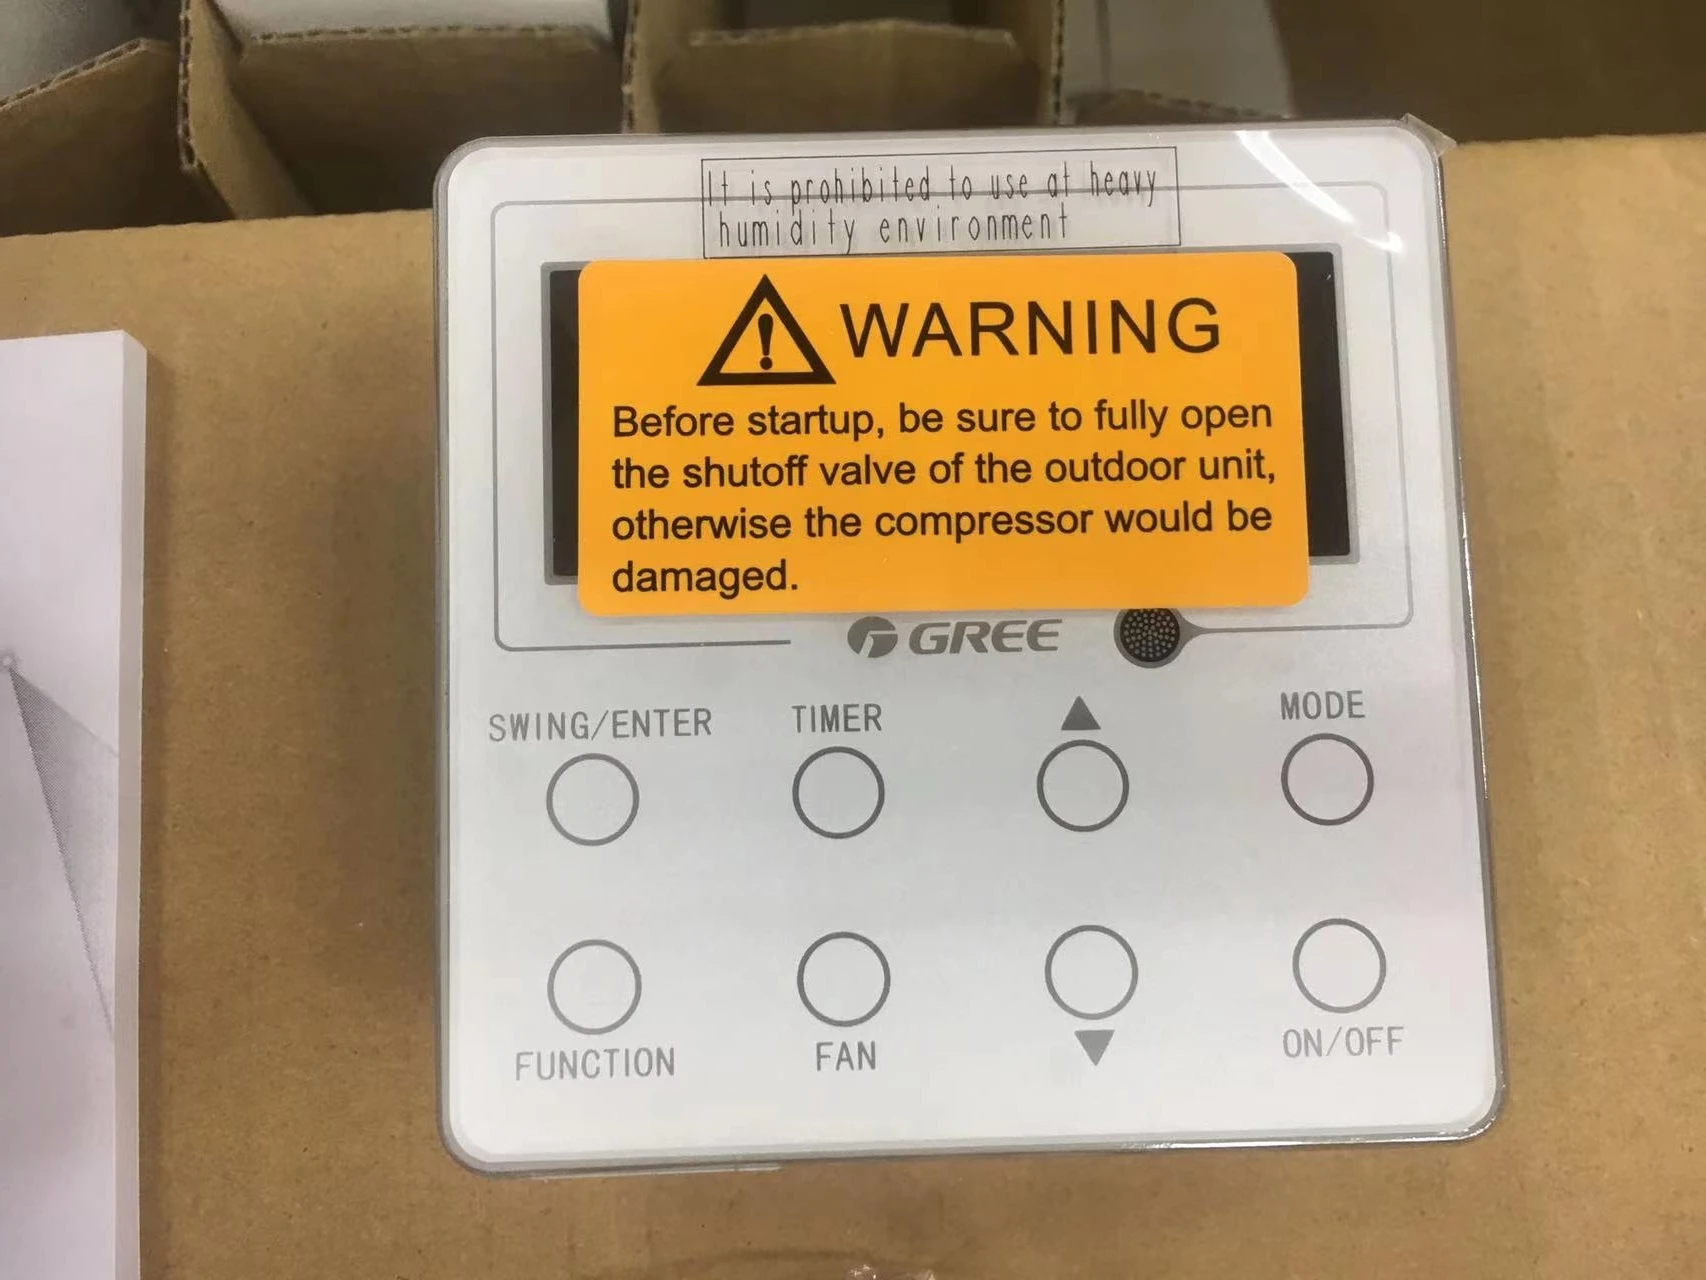 It is prohibited to use at heavy
humidity environment
WARNING
Before startup, be sure to fully open
the shutoff valve of the outdoor unit,
otherwise the compressor would be
damaged.
GREE
SWING/ENTER TIMER MODE
FUNCTION FAN ON/OFF